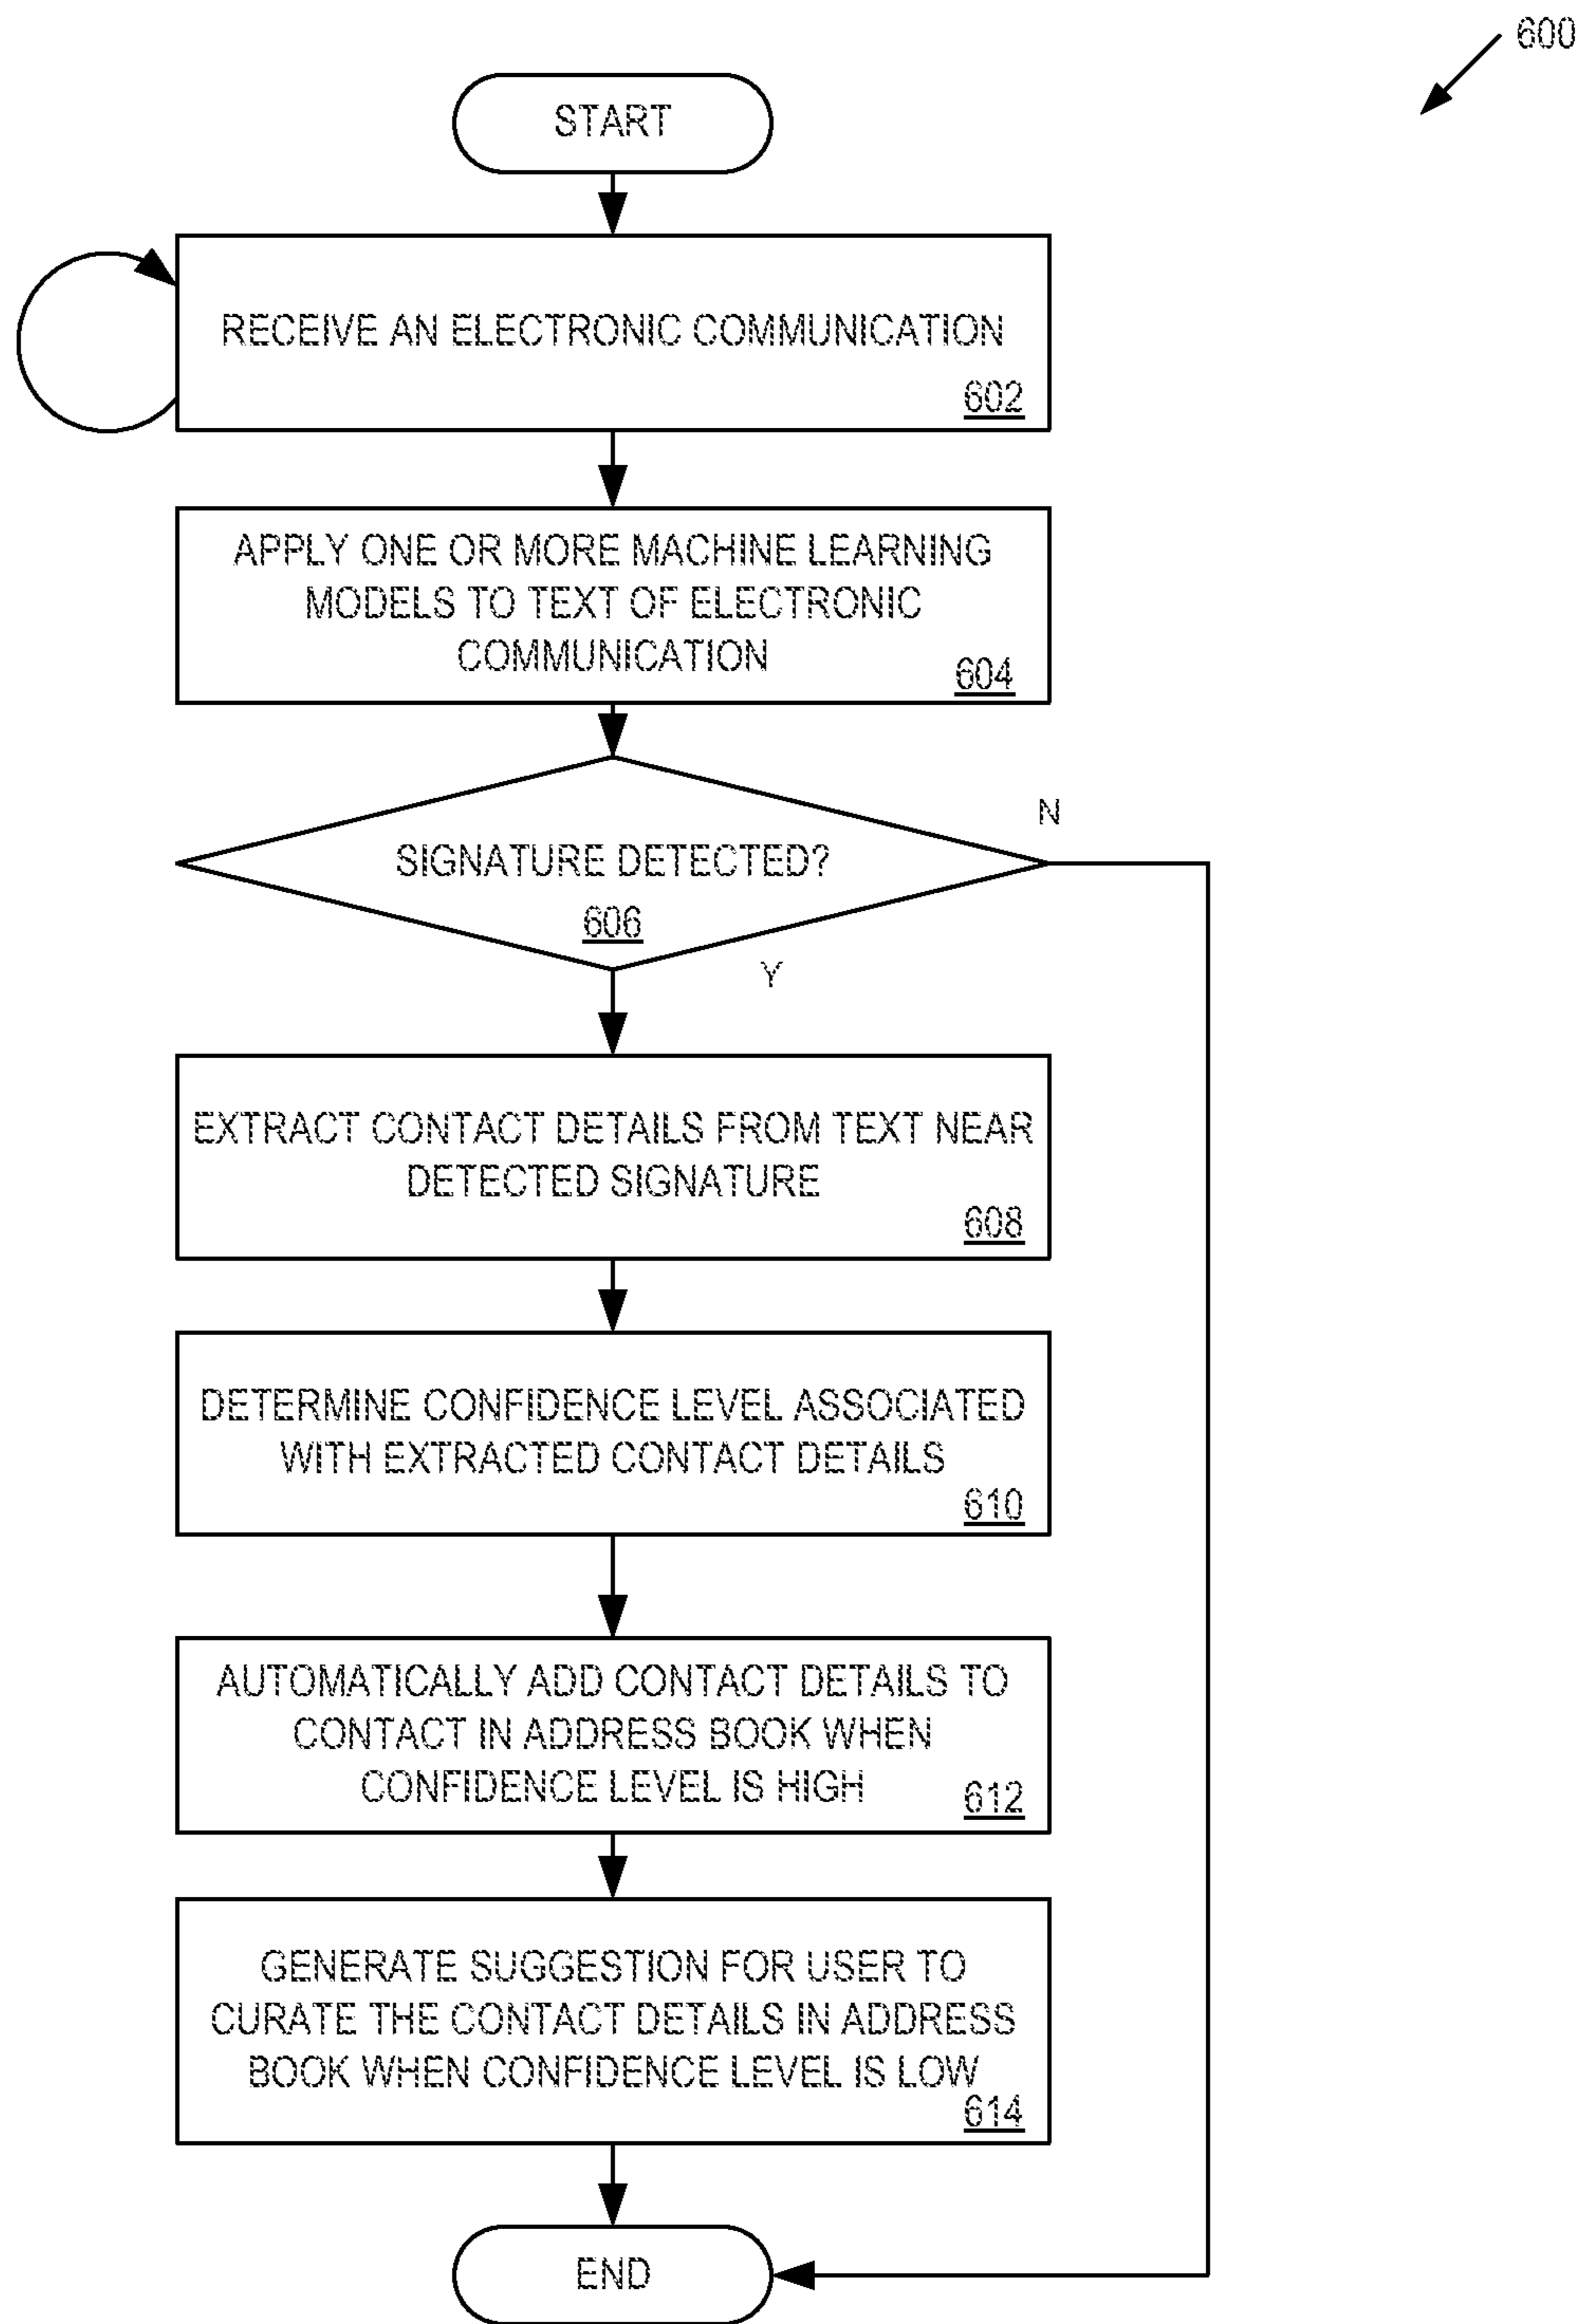 600
START
RECEIVE AN ELECTRONIC COMMUNICATION
602
APPLY ONE OR MORE MACHINE LEARNING
MODELS TO TEXT OF ELECTRONIC
COMMUNICATION
604
N
SIGNATURE DETECTED?
606
Y
EXTRACT CONTACT DETAILS FROM TEXT NEAR
DETECTED SIGNATURE
608
DETERMINE CONFIDENCE LEVEL ASSOCIATED
WITH EXTRACTED CONTACT DETAILS
610
AUTOMATICALLY ADD CONTACT DETAILS TO
CONTACT IN ADDRESS BOOK WHEN
CONFIDENCE LEVEL IS HIGH
612
GENERATE SUGGESTION FOR USER TO
CURATE THE CONTACT DETAILS IN ADDRESS
BOOK WHEN CONFIDENCE LEVEL IS LOW
614
END